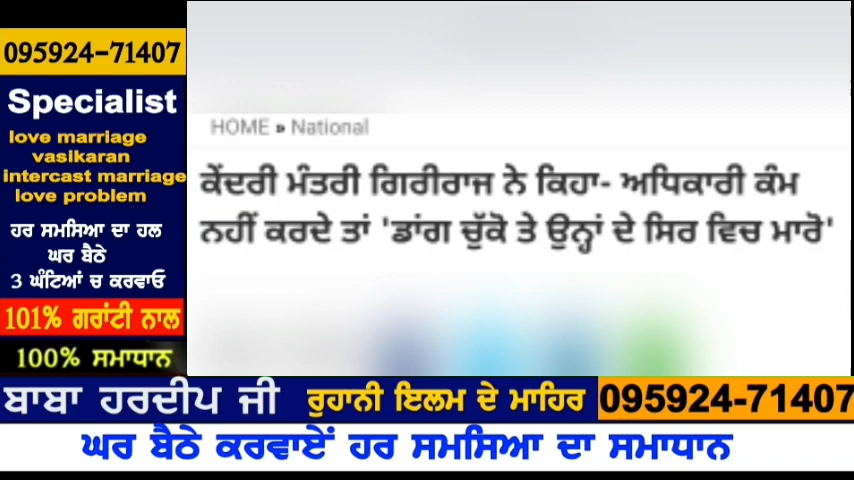 095924-71407
Specialist
love marriage
vasikaran
intercast marriage
love problem
ਹਰ ਸਮਸਿਆ ਦਾ ਹਲ
ਘਰ ਬੈਠੇ
3 ਘੰਟਿਆਂ ਚ ਕਰਵਾਓ
101% ਗਰਾਂਟੀ ਨਾਲ
100% ਸਮਾਧਾਨ
HOME » National
ਕੇਂਦਰੀ ਮੰਤਰੀ ਗਿਰੀਰਾਜ ਨੇ ਕਿਹਾ- ਅਧਿਕਾਰੀ ਕੰਮ
ਨਹੀਂ ਕਰਦੇ ਤਾਂ 'ਡਾਂਗ ਚੁੱਕੋ ਤੇ ਉਨ੍ਹਾਂ ਦੇ ਸਿਰ ਵਿਚ ਮਾਰੋ'
ਬਾਬਾ ਹਰਦੀਪ ਜੀ ਰੁਹਾਨੀ ਇਲਮ ਦੇ ਮਾਹਿਰ 095924-71407
ਘਰ ਬੈਠੇ ਕਰਵਾਏਂ ਹਰ ਸਮਸਿਆ ਦਾ ਸਮਾਧਾਨ